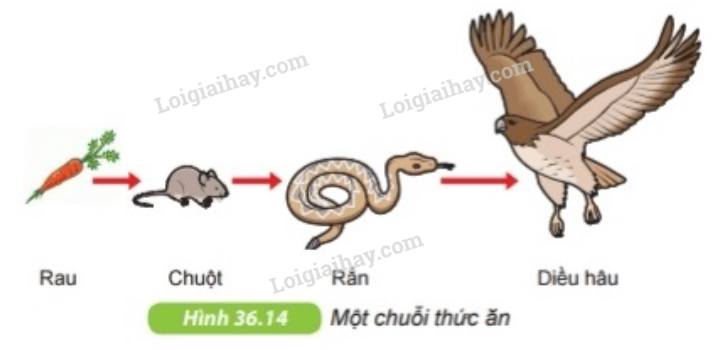 Loigiaihay.com
Loigiaihay.com
Rau Chuột Rắn Diều hâu
Loigiaihay.com
Hình 36.14 Một chuỗi thức ăn